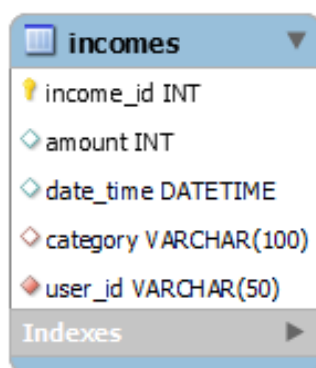 incomes
income_id INT
amount INT
date_time DATETIME
category VARCHAR(100)
user_id VARCHAR(50)
Indexes